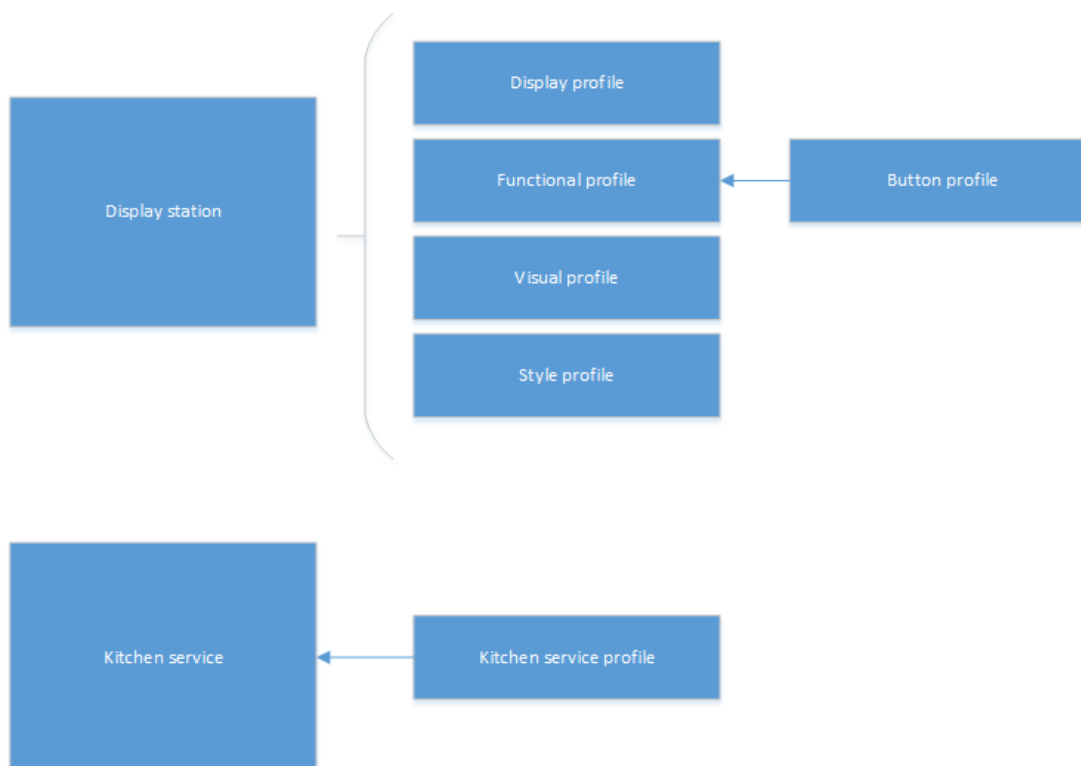 Display station
Display profile
Functional profile
Button profile
Visual profile
Style profile
Kitchen service
Kitchen service profile